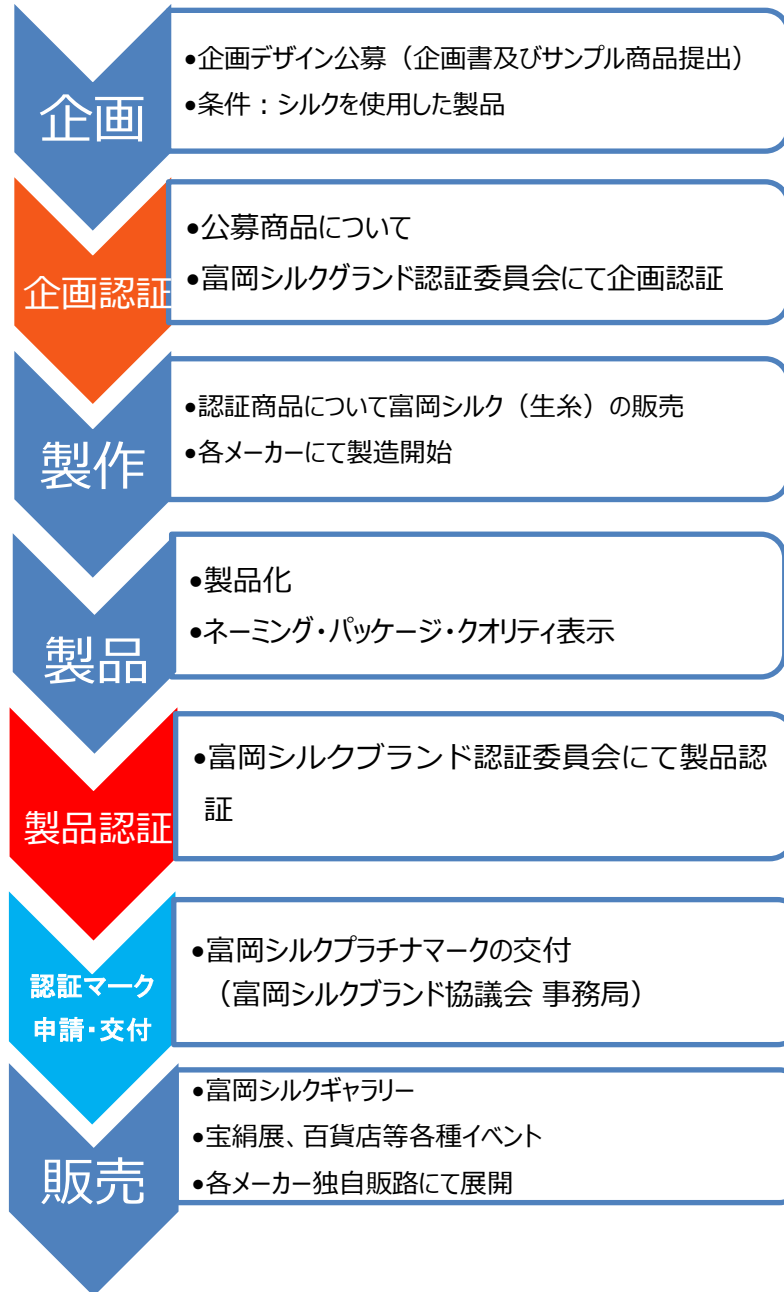 企画
•企画デザイン公募（企画書及びサンプル商品提出）
•条件：シルクを使用した製品
企画認証
•公募商品について
•富岡シルクグランド認証委員会にて企画認証
製作
•認証商品について富岡シルク（生糸）の販売
•各メーカーにて製造開始
製品
•製品化
•ネーミング・パッケージ・クオリティ表示
製品認証
•富岡シルクブランド認証委員会にて製品認
証
認証マーク
申請・交付
•富岡シルクプラチナマークの交付
（富岡シルクブランド協議会 事務局）
販売
•富岡シルクギャラリー
•宝絹展、百貨店等各種イベント
•各メーカー独自販路にて展開